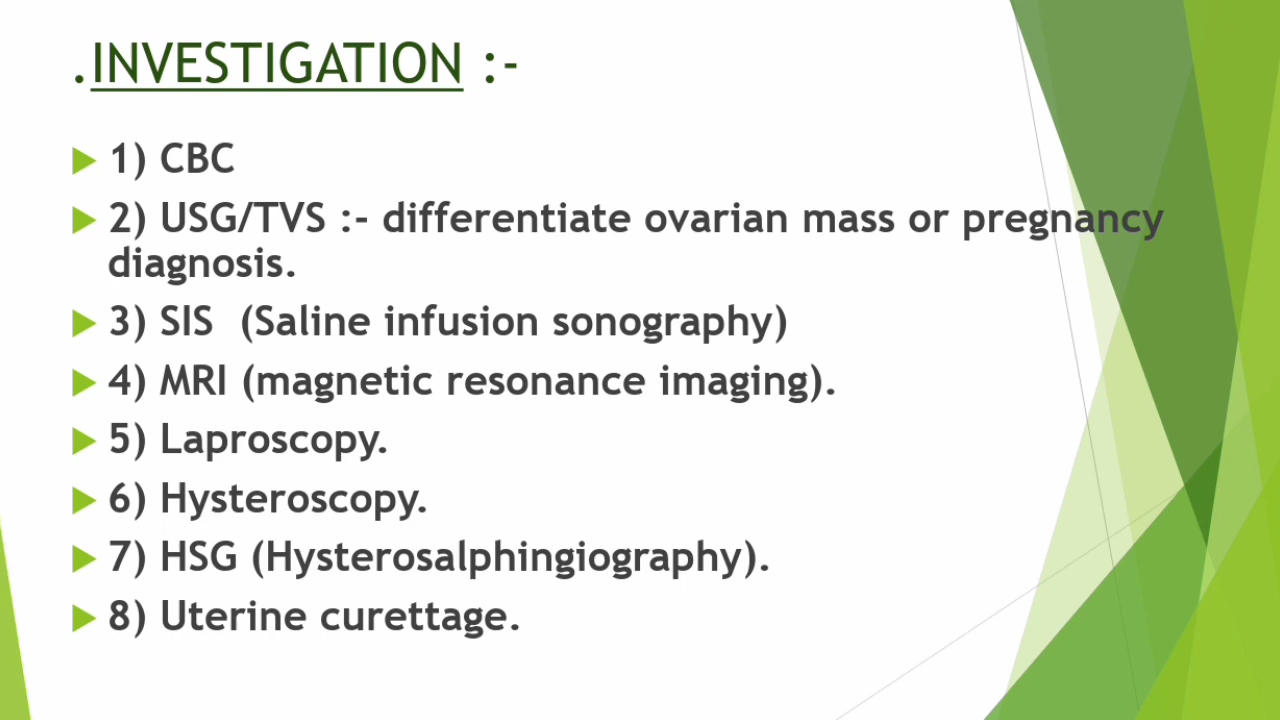 .INVESTIGATION :-
1) CBC
2) USG/TVS :- differentiate ovarian mass or pregnancy
diagnosis.
3) SIS (Saline infusion sonography)
4) MRI (magnetic resonance imaging).
5) Laproscopy.
6) Hysteroscopy.
7) HSG (Hysterosalphingiography).
8) Uterine curettage.